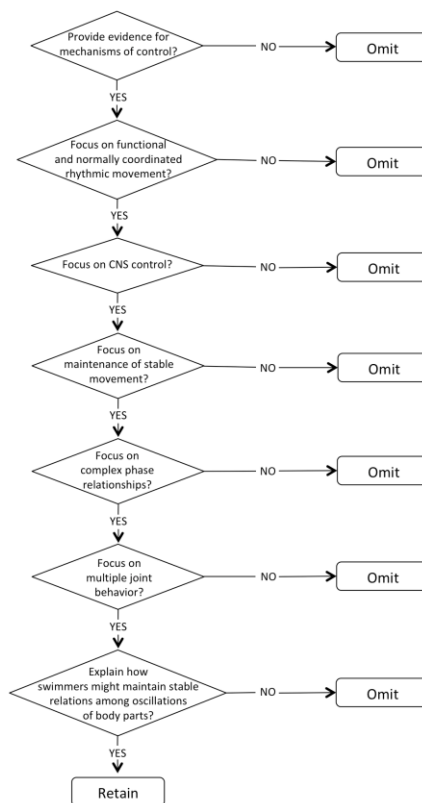 Provide evidence for
mechanisms of control?
NO
Omit
YES
Focus on functional
and normally coordinated
rhythmic movement?
NO
Omit
YES
Focus on CNS control?
NO
Omit
YES
Focus on
maintenance of stable
movement?
NO
Omit
YES
Focus on
complex phase
relationships?
NO
Omit
YES
Focus on
multiple joint
behavior?
NO
Omit
YES
Explain how
swimmers might maintain stable
relations among oscillations
of body parts?
NO
Omit
YES
Retain